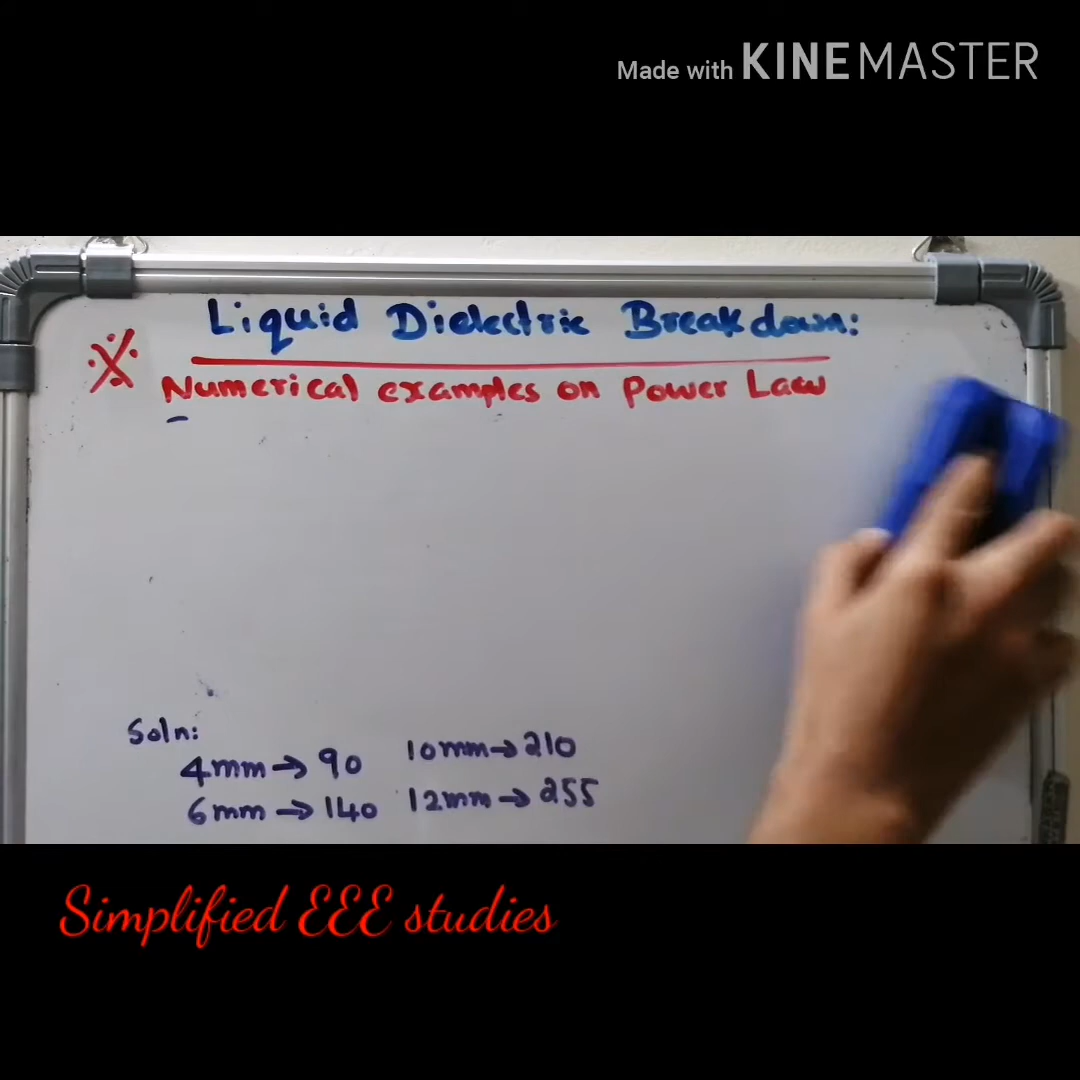 Made with KINEMASTER
Liquid Dielectric Breakdown:
Numerical examples on Power Law
Soln:
4mm → 90 10mm → 210
6mm → 140 12mm → 255
Simplified EEE studies